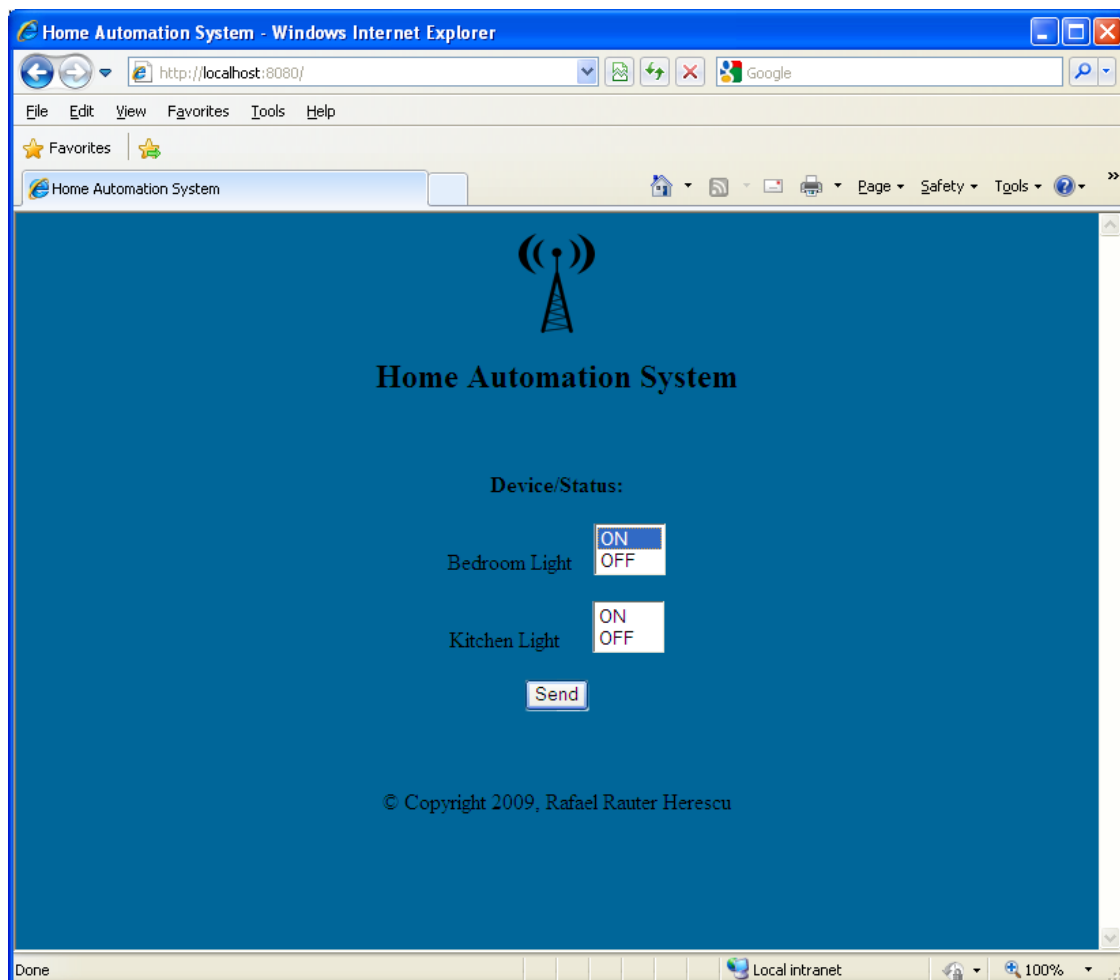 Home Automation System - Windows Internet Explorer
http://localhost:8080/
Google
File Edit View Favorites Tools Help
Favorites
Home Automation System
Page Safety Tools »
Home Automation System
Device/Status:
ON
Bedroom Light OFF
ON
Kitchen Light OFF
Send
© Copyright 2009, Rafael Rauter Herescu
Done Local intranet 100%